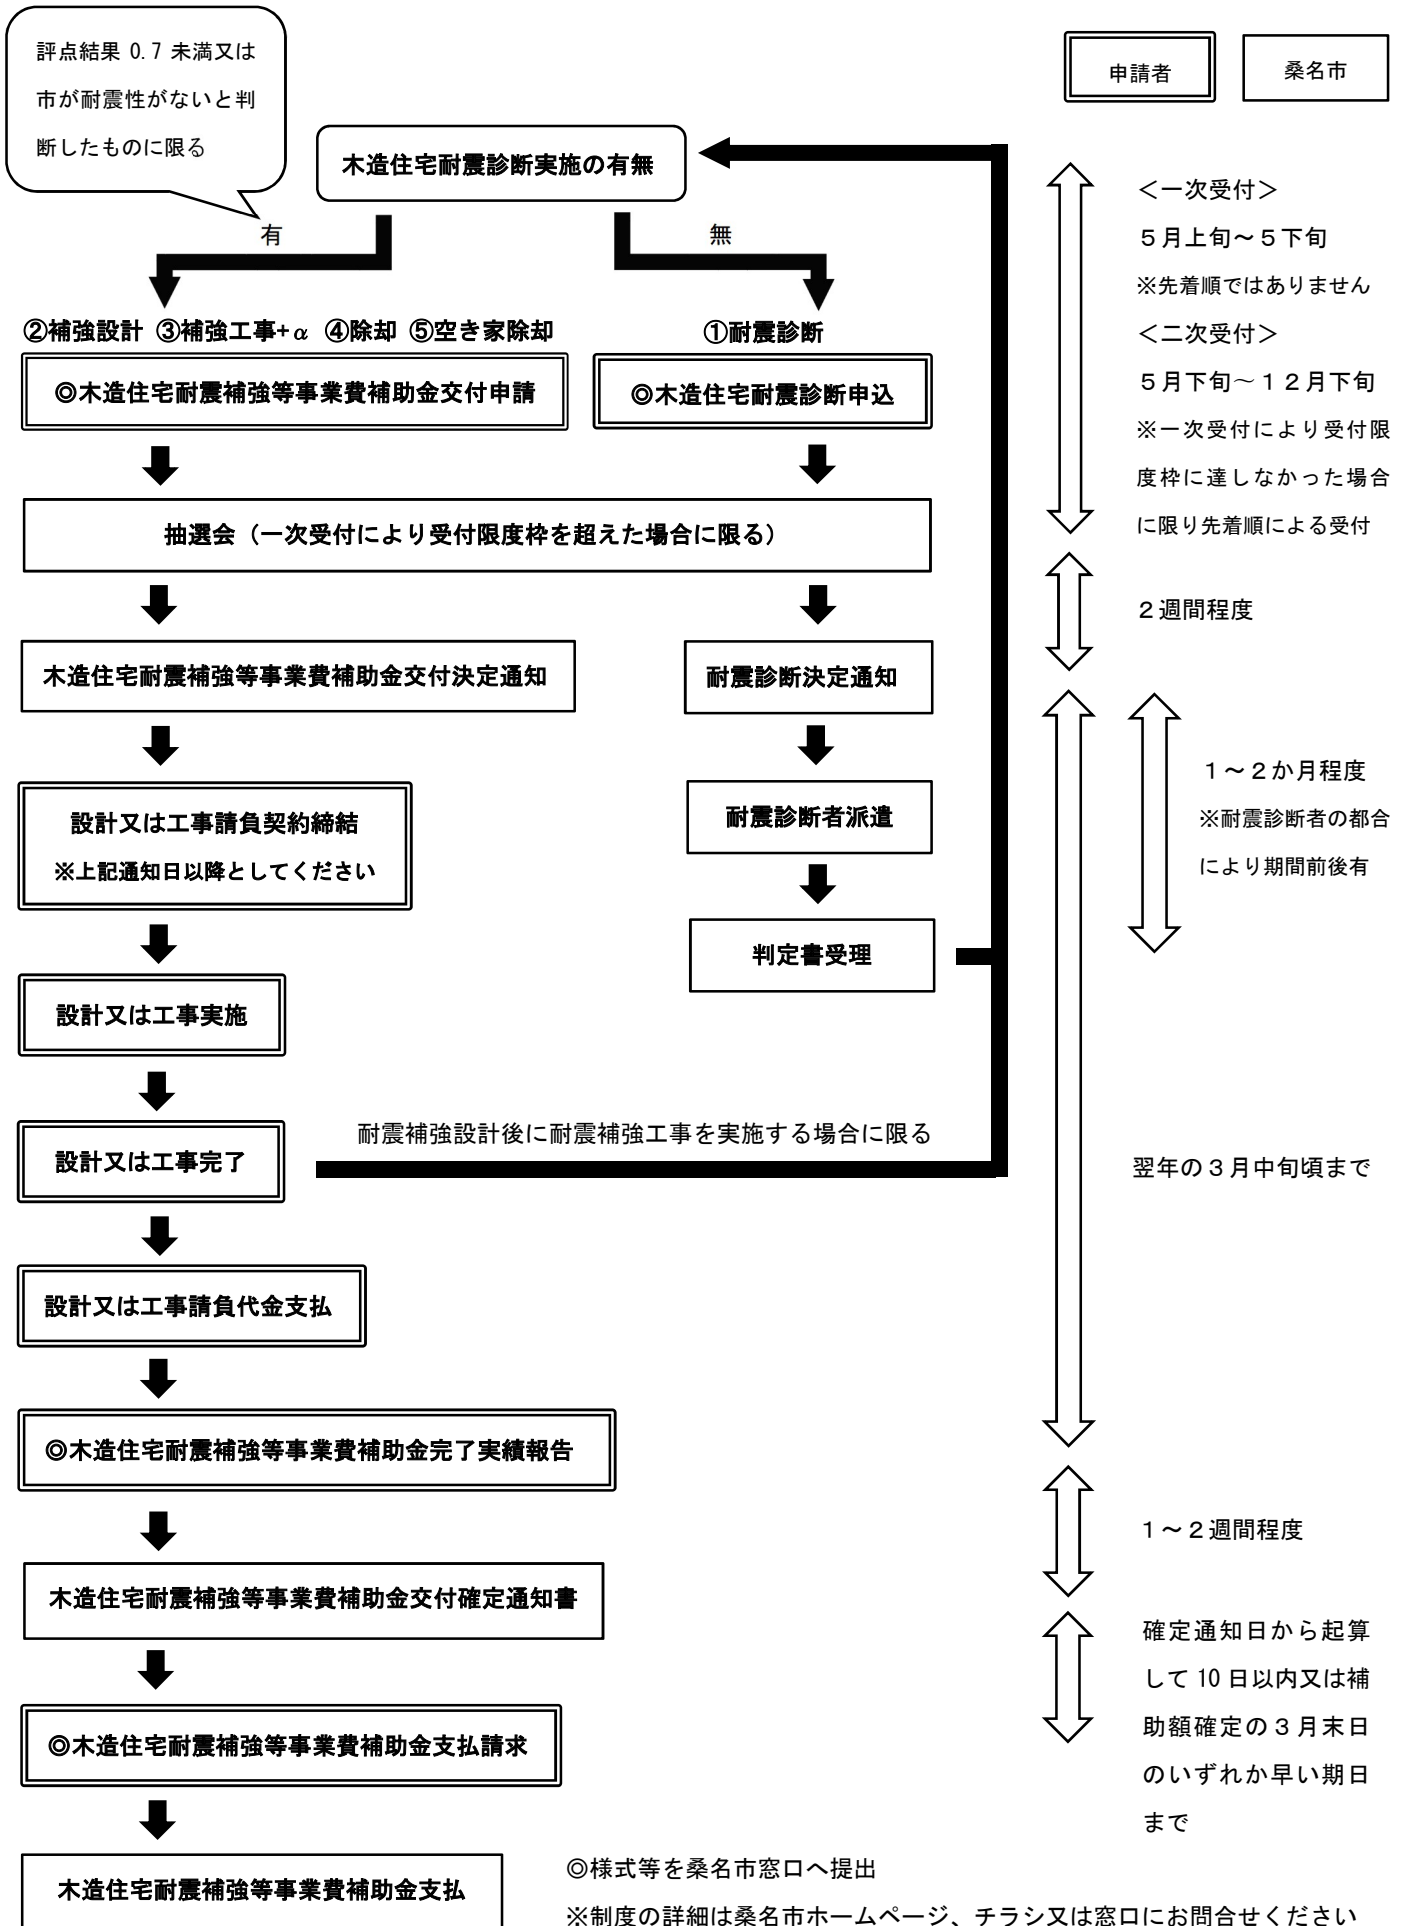 評点結果 0.7 未満又は
市が耐震性がないと判
断したものに限る
申請者
桑名市
木造住宅耐震診断実施の有無
有
無
②補強設計 ③補強工事+α ④除却 ⑤空き家除却
①耐震診断
◎木造住宅耐震補強等事業費補助金交付申請
◎木造住宅耐震診断申込
抽選会（一次受付により受付限度枠を超えた場合に限る）
木造住宅耐震補強等事業費補助金交付決定通知
耐震診断決定通知
設計又は工事請負契約締結
※上記通知日以降としてください
耐震診断者派遣
判定書受理
設計又は工事実施
設計又は工事完了
耐震補強設計後に耐震補強工事を実施する場合に限る
設計又は工事請負代金支払
◎木造住宅耐震補強等事業費補助金完了実績報告
木造住宅耐震補強等事業費補助金交付確定通知書
◎木造住宅耐震補強等事業費補助金支払請求
木造住宅耐震補強等事業費補助金支払
＜一次受付＞
５月上旬～５下旬
※先着順ではありません
＜二次受付＞
５月下旬～１２月下旬
※一次受付により受付限
度枠に達しなかった場合
に限り先着順による受付
２週間程度
１～２か月程度
※耐震診断者の都合
により期間前後有
翌年の３月中旬頃まで
１～２週間程度
確定通知日から起算
して 10 日以内又は補
助額確定の３月末日
のいずれか早い期日
まで
◎様式等を桑名市窓口へ提出
※制度の詳細は桑名市ホームページ、チラシ又は窓口にお問合せください